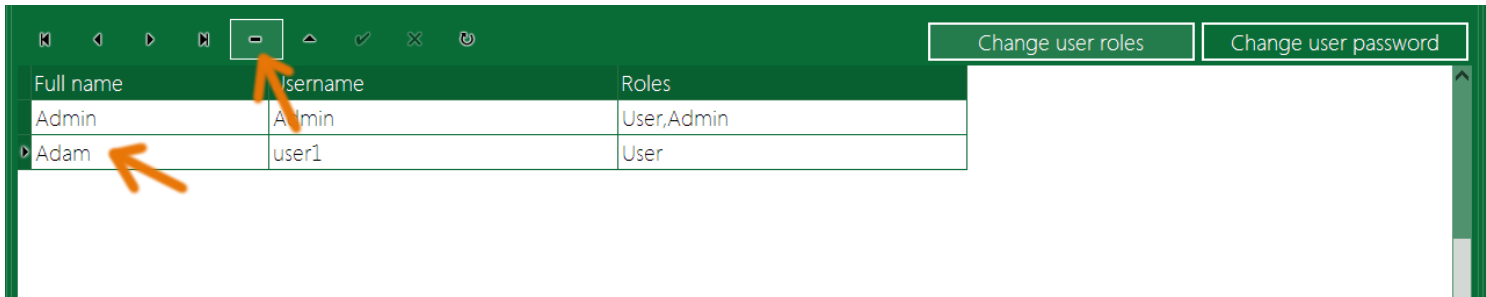 Change user roles Change user password
Full name Username Roles
Admin Admin User,Admin
Adam user1 User